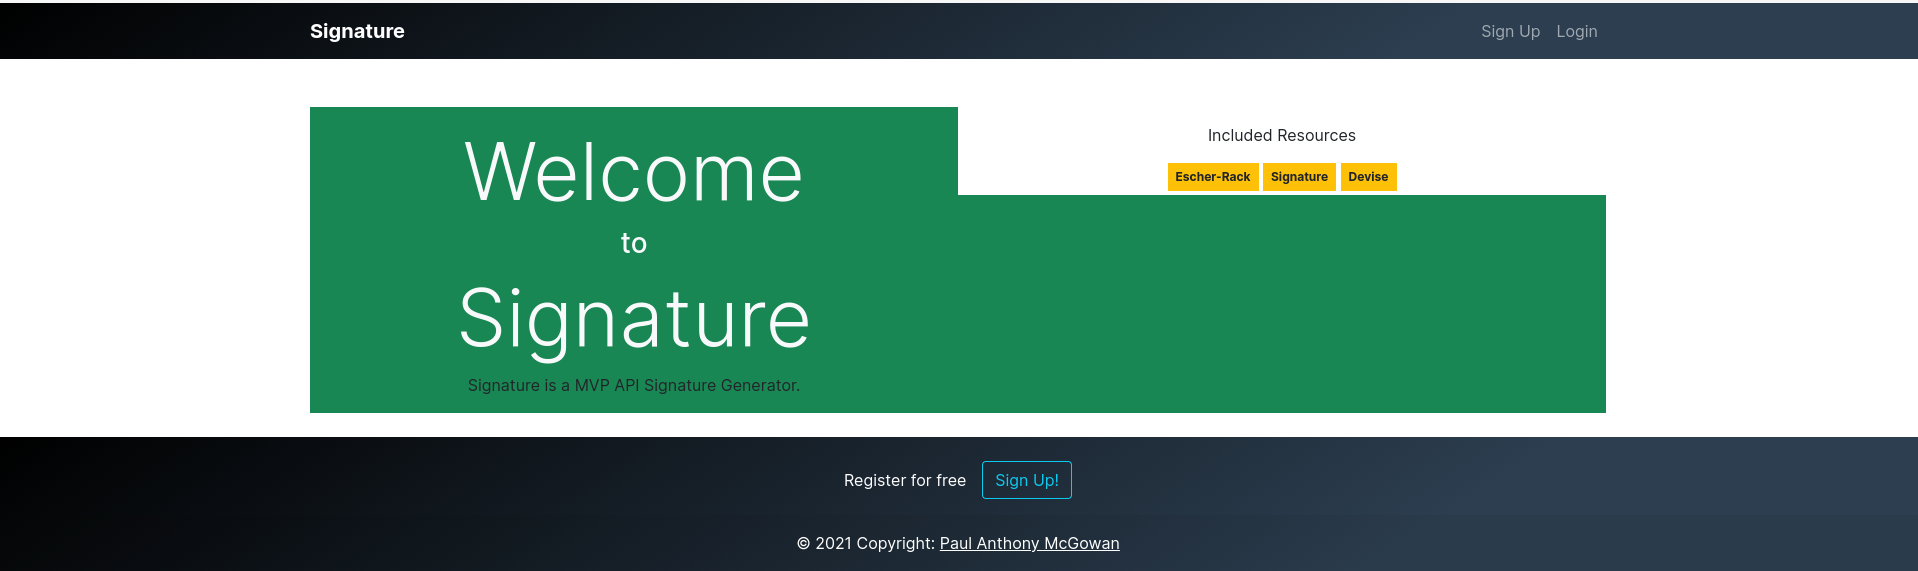 Signature
Sign Up Login
Welcome
to
Signature
Signature is a MVP API Signature Generator.
Included Resources
Escher-Rack Signature Devise
Register for free Sign Up!
© 2021 Copyright: Paul Anthony McGowan